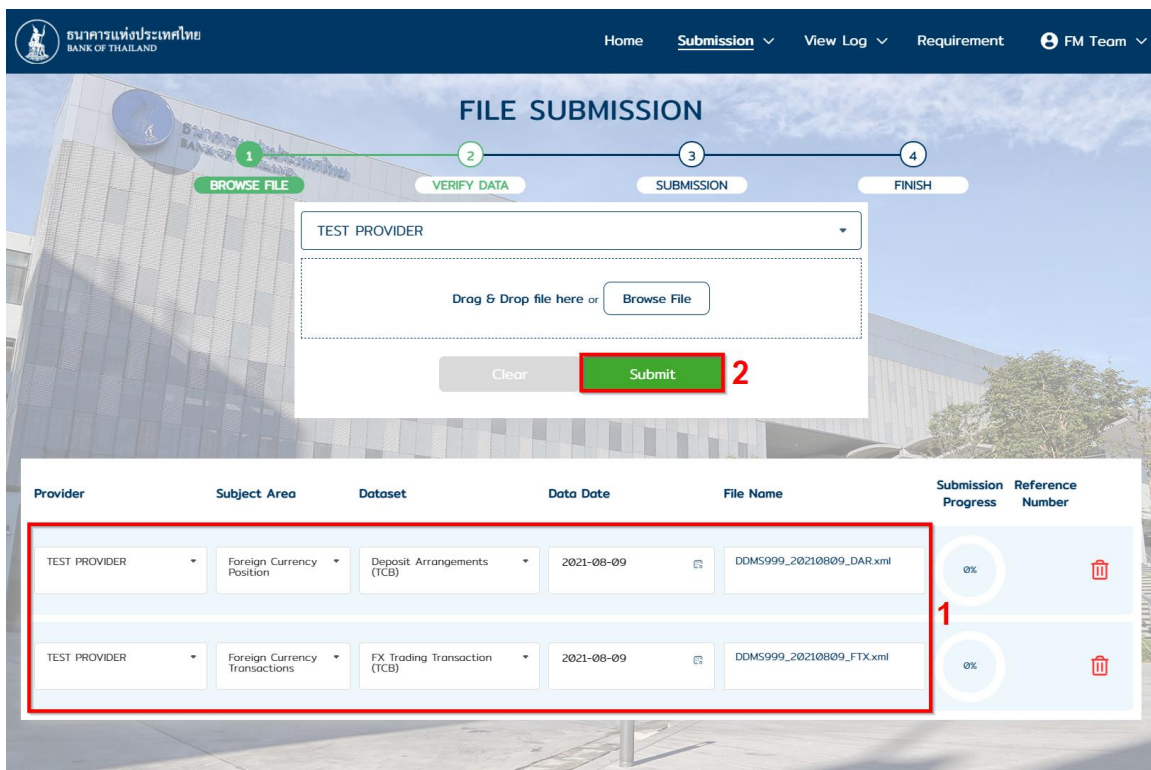 ธนาคารแห่งประเทศไทย
BANK OF THAILAND
Home Submission View Log Requirement FM Team
FILE SUBMISSION
1 2 3 4
BROWSE FILE VERIFY DATA SUBMISSION FINISH
TEST PROVIDER
Drag & Drop file here or Browse File
Clear Submit 2
Provider Subject Area Dataset Data Date File Name Submission Progress Reference Number
TEST PROVIDER Foreign Currency Position Deposit Arrangements (TCB) 2021-08-09 DDMS999_20210809_DAR.xml 0%
1
TEST PROVIDER Foreign Currency Transactions FX Trading Transaction (TCB) 2021-08-09 DDMS999_20210809_FTX.xml 0%